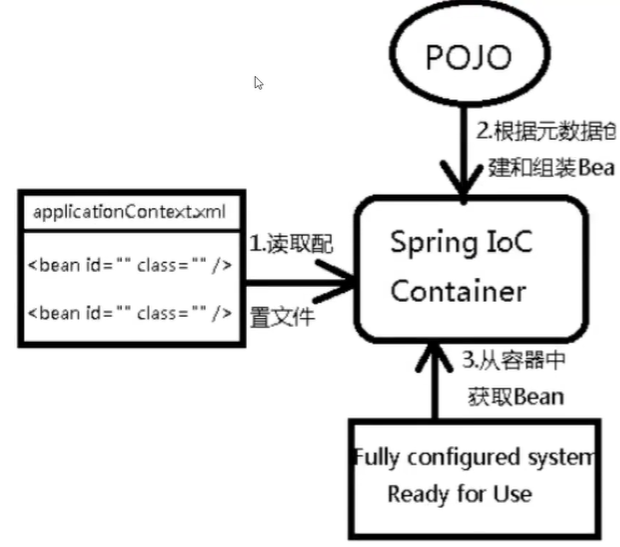 POJO
2.根据元数据创
建和组装Bea
applicationContext.xml
<bean id="" class="" />
<bean id="" class="" />
1.读取配
置文件
Spring IoC
Container
3.从容器中
获取Bean
Fully configured system
Ready for Use